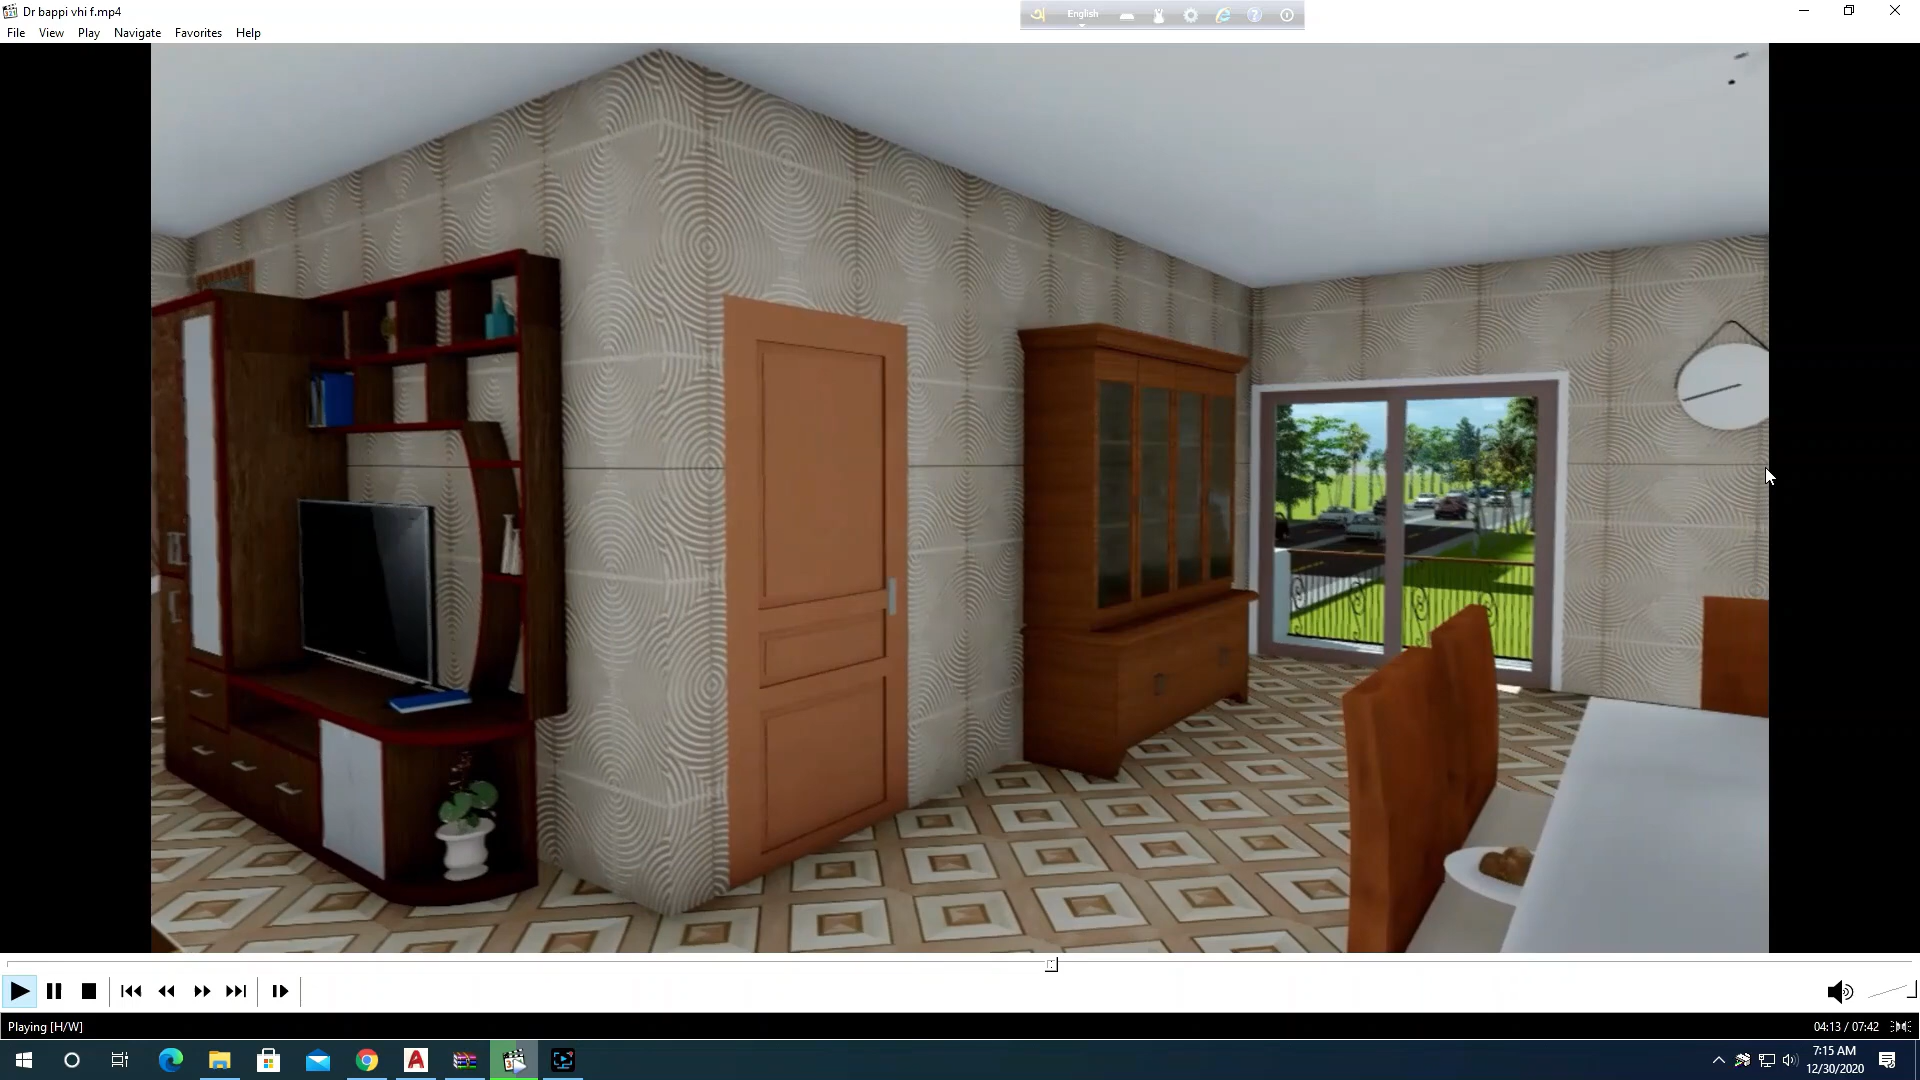 Dr bappi vhi f.mp4
English
File View Play Navigate Favorites Help
Playing [H/W]
04:13 / 07:42
7:15 AM
12/30/2020